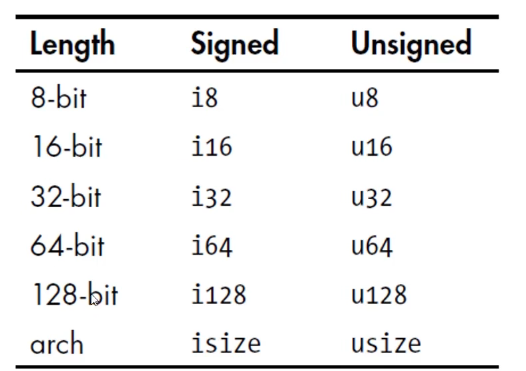 Length Signed Unsigned
8-bit i8 u8
16-bit i16 u16
32-bit i32 u32
64-bit i64 u64
128-bit i128 u128
arch isize usize